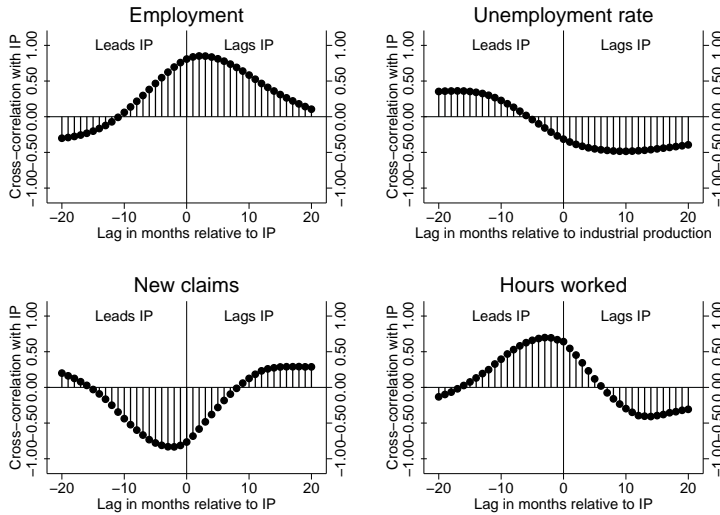 Employment
Leads IP
Lags IP
Cross-correlation with IP
1.00
0.50
0.00
−0.50
−1.00
1.00
0.50
0.00
−0.50
−1.00
−20 −10 0 10 20
Lag in months relative to IP
Unemployment rate
Leads IP
Lags IP
Cross-correlation with IP
1.00
0.50
0.00
−0.50
−1.00
1.00
0.50
0.00
−0.50
−1.00
−20 −10 0 10 20
Lag in months relative to industrial production
New claims
Leads IP
Lags IP
Cross-correlation with IP
1.00
0.50
0.00
−0.50
−1.00
1.00
0.50
0.00
−0.50
−1.00
−20 −10 0 10 20
Lag in months relative to IP
Hours worked
Leads IP
Lags IP
Cross-correlation with IP
1.00
0.50
0.00
−0.50
−1.00
1.00
0.50
0.00
−0.50
−1.00
−20 −10 0 10 20
Lag in months relative to IP